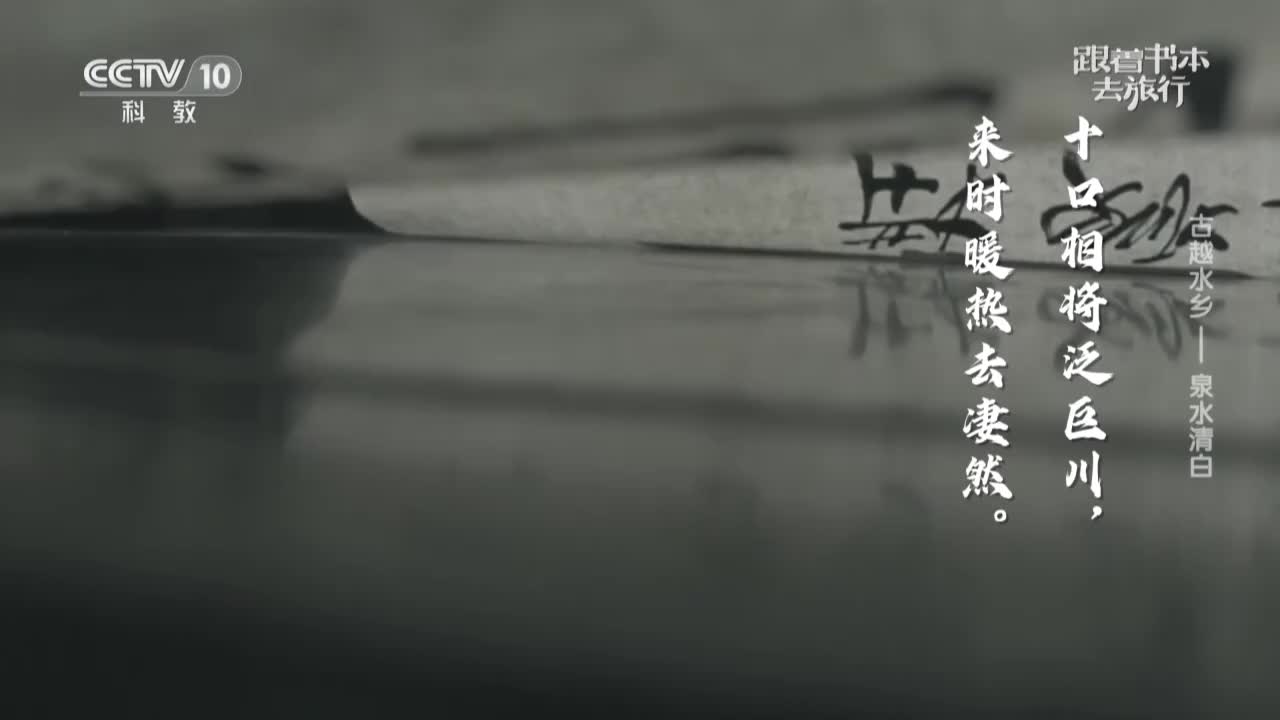 CCTV 10
科教
跟着书本
去旅行
十口相将泛巨川，
来时暖热去凄然。
古越水乡——泉水清白